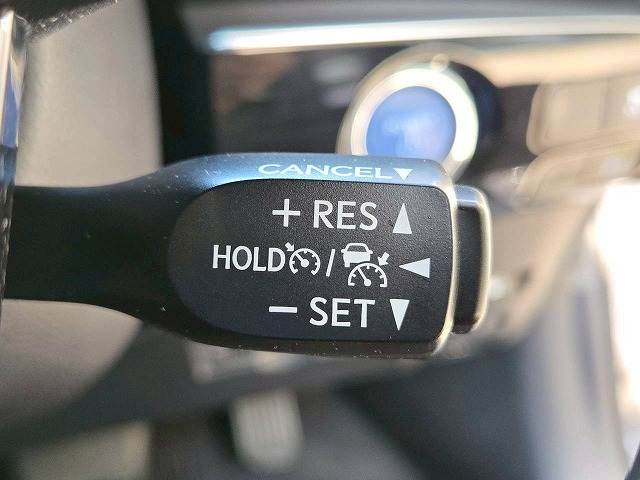 CANCEL▼
+ RES ▲
HOLD / ◀
− SET ▼